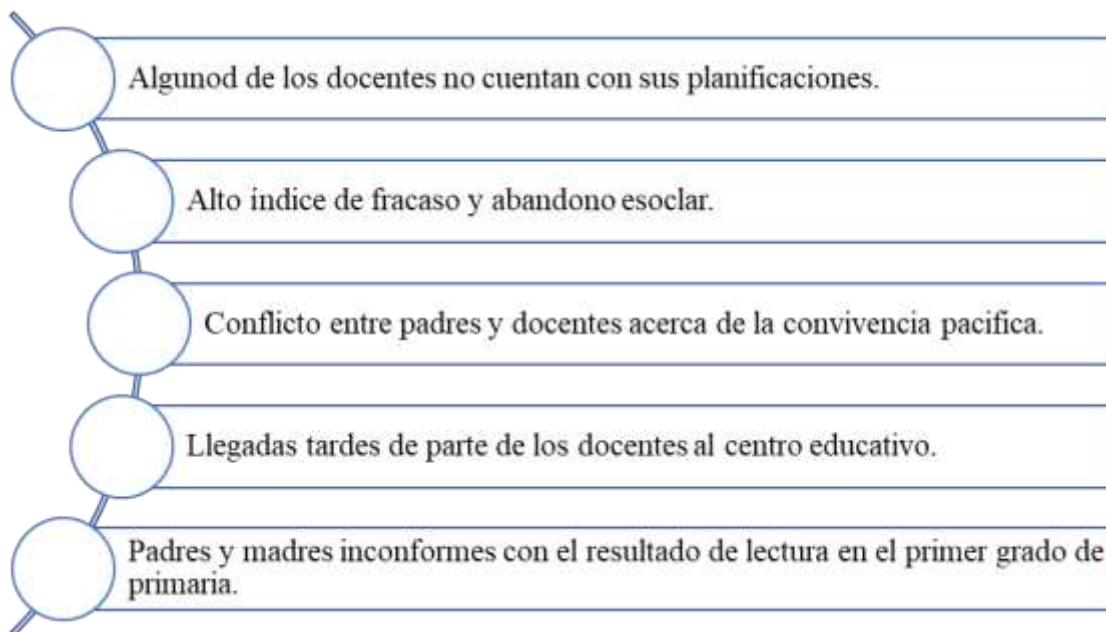 Algunod de los docentes no cuentan con sus planificaciones.
Alto índice de fracaso y abandono esoclar.
Conflicto entre padres y docentes acerca de la convivencia pacifica.
Llegadas tardes de parte de los docentes al centro educativo.
Padres y madres inconformes con el resultado de lectura en el primer grado de
primaria.